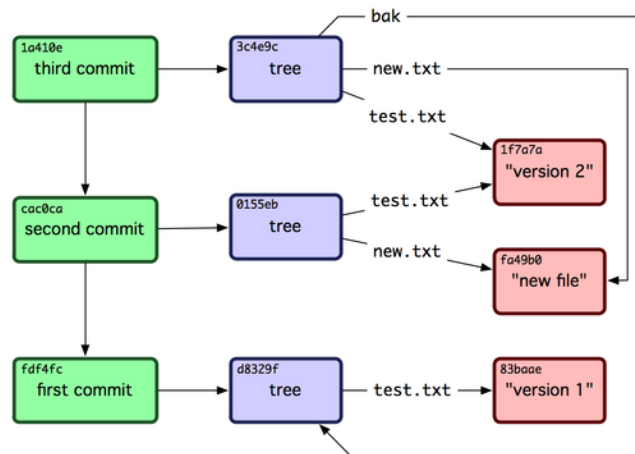 bak
1a410e
third commit
3c4e9c
tree
new.txt
test.txt
1f7a7a
"version 2"
cac0ca
second commit
0155eb
tree
test.txt
new.txt
fa49b0
"new file"
fdf4fc
first commit
d8329f
tree
test.txt
83baae
"version 1"